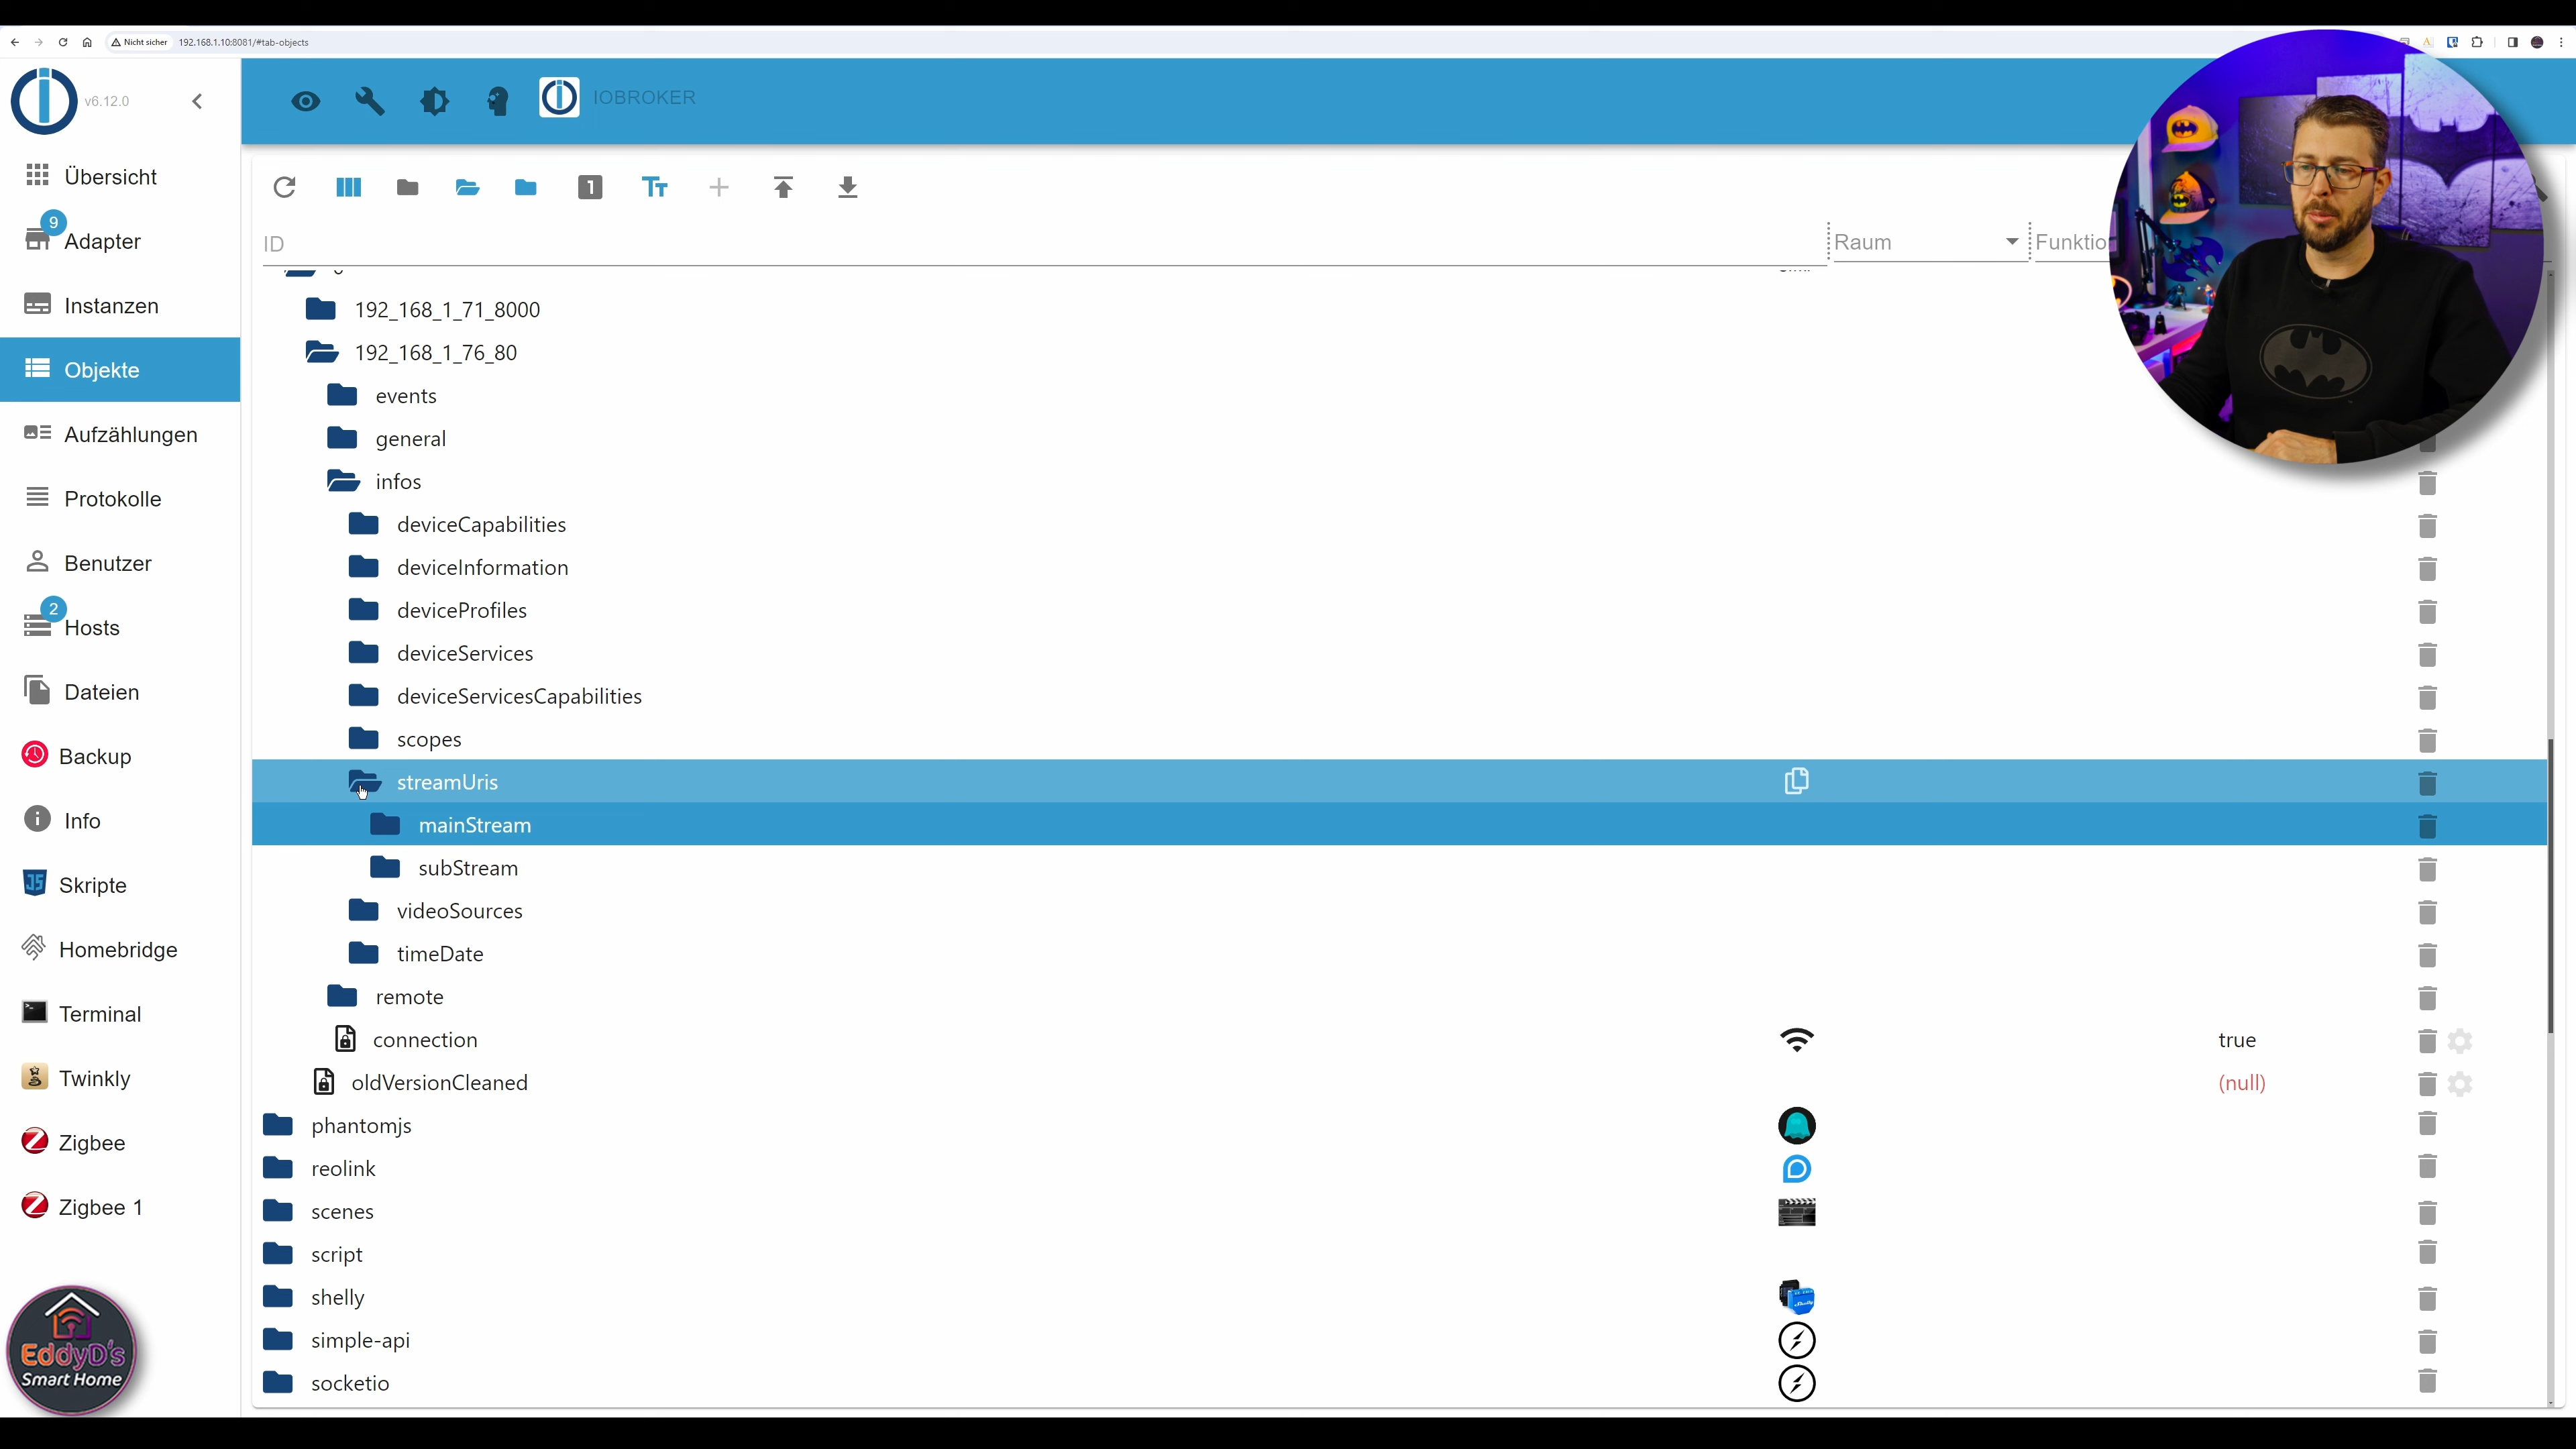 Nicht sicher 192.168.1.10:8081/#tab-objects
v6.12.0
IOBROKER
Übersicht
9
Adapter
Instanzen
Objekte
Aufzählungen
Protokolle
Benutzer
2
Hosts
Dateien
Backup
Info
JS
Skripte
Homebridge
Terminal
Twinkly
Zigbee
Zigbee 1
EddyD's
Smart Home
1
Tт
ID
Raum
Funktio
192_168_1_71_8000
192_168_1_76_80
events
general
infos
deviceCapabilities
deviceInformation
deviceProfiles
deviceServices
deviceServicesCapabilities
scopes
streamUris
mainStream
subStream
videoSources
timeDate
remote
connection true
oldVersionCleaned (null)
phantomjs
reolink
scenes
script
shelly
simple-api
socketio